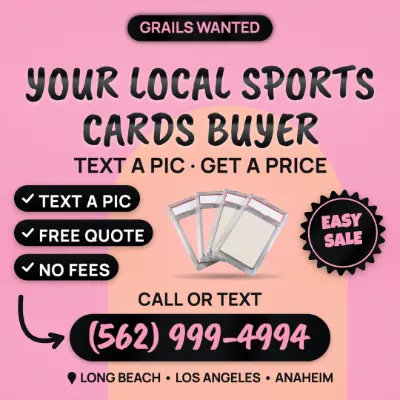 GRAILS WANTED
YOUR LOCAL SPORTS
CARDS BUYER
TEXT A PIC · GET A PRICE
TEXT A PIC
FREE QUOTE
NO FEES
EASY
SALE
CALL OR TEXT
(562) 999-4994
LONG BEACH • LOS ANGELES • ANAHEIM